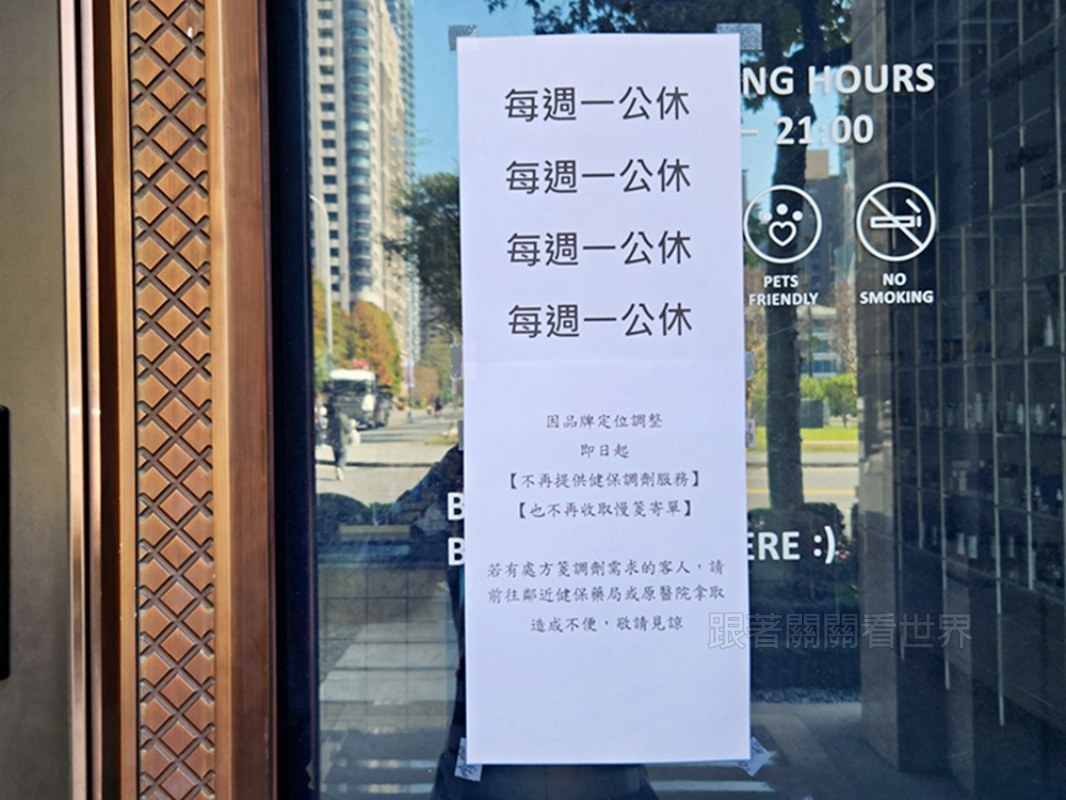 每週一公休
每週一公休
每週一公休
每週一公休
因品牌定位調整
即日起
【不再提供健保調劑服務】
【也不再收取慢箋寄單】
若有處方箋調劑需求的客人，請
前往鄰近健保藥局或原醫院拿取
造成不便，敬請見諒
NG HOURS
– 21:00
PETS
FRIENDLY
NO
SMOKING
B
B
ERE :)
跟著關關看世界